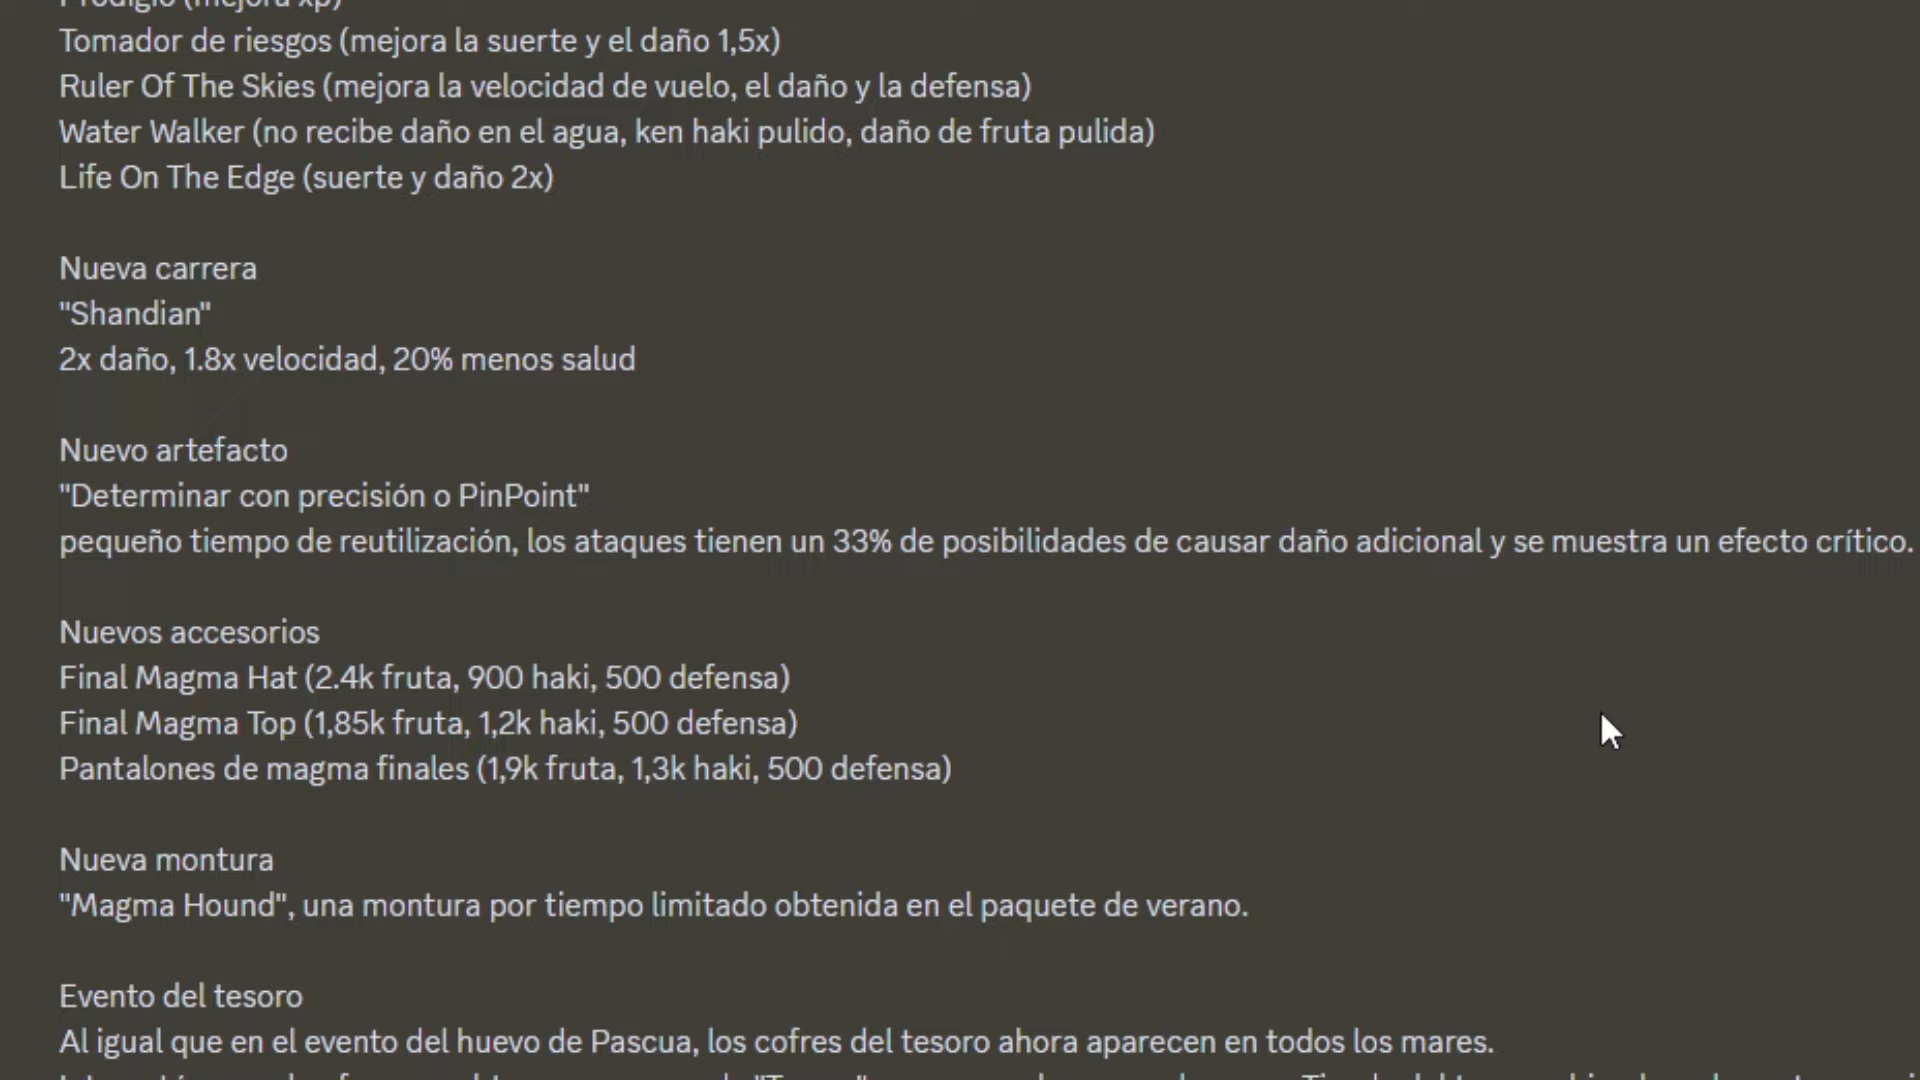 Prodigio (mejora xp)
Tomador de riesgos (mejora la suerte y el daño 1,5x)
Ruler Of The Skies (mejora la velocidad de vuelo, el daño y la defensa)
Water Walker (no recibe daño en el agua, ken haki pulido, daño de fruta pulida)
Life On The Edge (suerte y daño 2x)
Nueva carrera
"Shandian"
2x daño, 1.8x velocidad, 20% menos salud
Nuevo artefacto
"Determinar con precisión o PinPoint"
pequeño tiempo de reutilización, los ataques tienen un 33% de posibilidades de causar daño adicional y se muestra un efecto crítico.
Nuevos accesorios
Final Magma Hat (2.4k fruta, 900 haki, 500 defensa)
Final Magma Top (1,85k fruta, 1,2k haki, 500 defensa)
Pantalones de magma finales (1,9k fruta, 1,3k haki, 500 defensa)
Nueva montura
"Magma Hound", una montura por tiempo limitado obtenida en el paquete de verano.
Evento del tesoro
Al igual que en el evento del huevo de Pascua, los cofres del tesoro ahora aparecen en todos los mares.